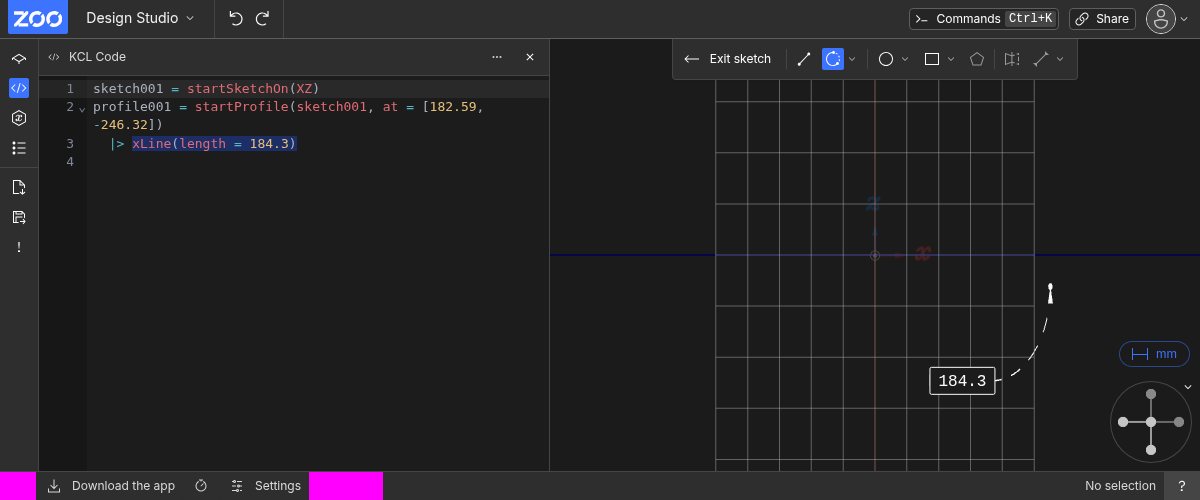 ZOO
Design Studio
Commands Ctrl+K
Share
KCL Code
Exit sketch
1 sketch001 = startSketchOn(XZ)
2 profile001 = startProfile(sketch001, at = [182.59,
-246.32])
3 |> xLine(length = 184.3)
4
z
x
184.3
mm
Download the app
Settings
No selection
?